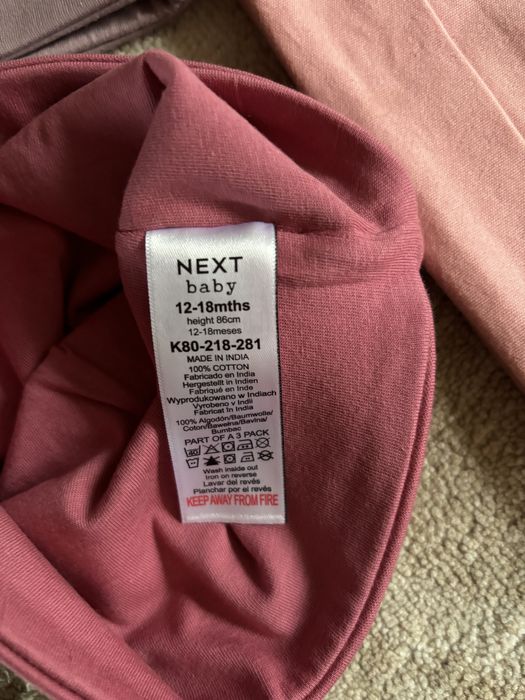 NEXT
baby
12-18mths
height 86cm
12-18meses
K80-218-281
MADE IN INDIA
100% COTTON
Fabricado en India
Hergestellt in Indien
Fabriqué en Inde
Wyprodukowano w Indiach
Vyrobeno v Indii
Fabricat în India
100% Algodón/Baumwolle/
Coton/Bawełna/Bavlna/
Bumbac
PART OF A 3 PACK
40
Wash inside out
Iron on reverse
Lavar del revés
Planchar por el revés
KEEP AWAY FROM FIRE